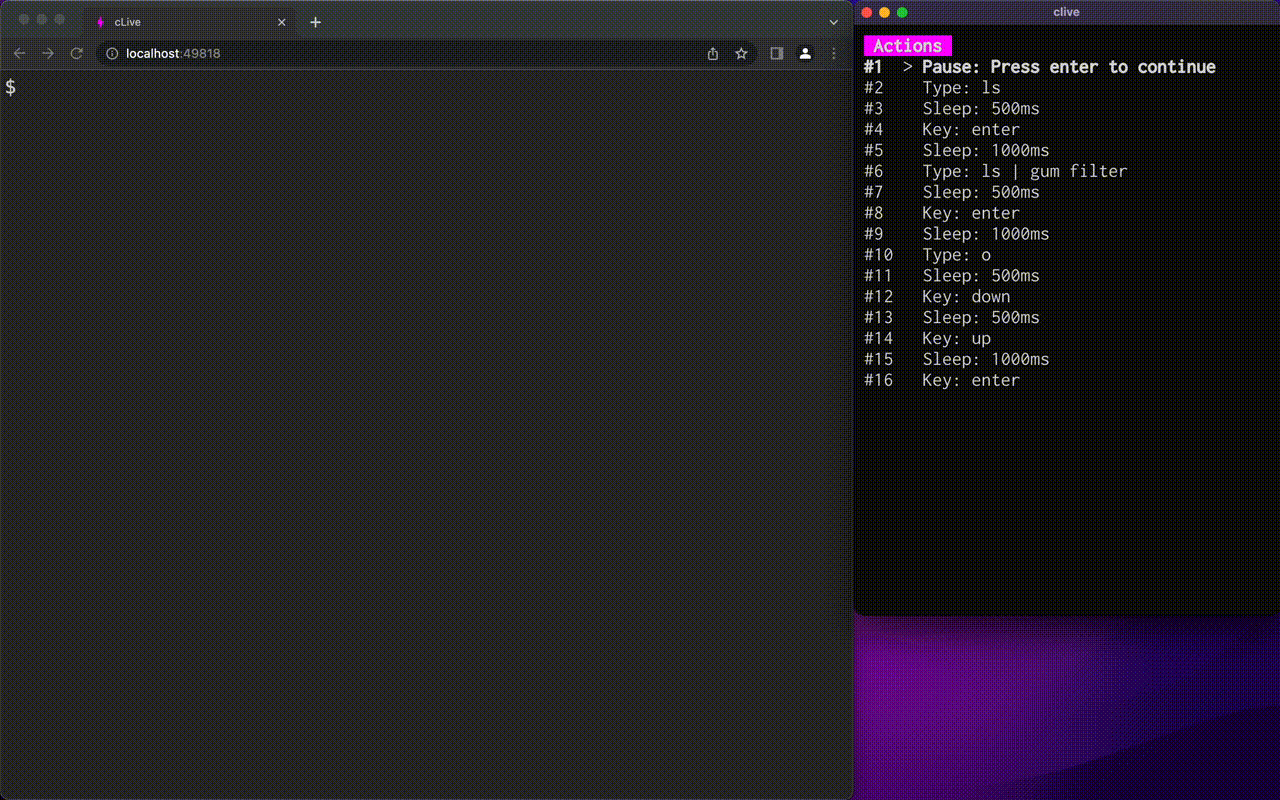 cLive
localhost:49818
$
clive
Actions
#1 > Pause: Press enter to continue
#2 Type: ls
#3 Sleep: 500ms
#4 Key: enter
#5 Sleep: 1000ms
#6 Type: ls | gum filter
#7 Sleep: 500ms
#8 Key: enter
#9 Sleep: 1000ms
#10 Type: o
#11 Sleep: 500ms
#12 Key: down
#13 Sleep: 500ms
#14 Key: up
#15 Sleep: 1000ms
#16 Key: enter